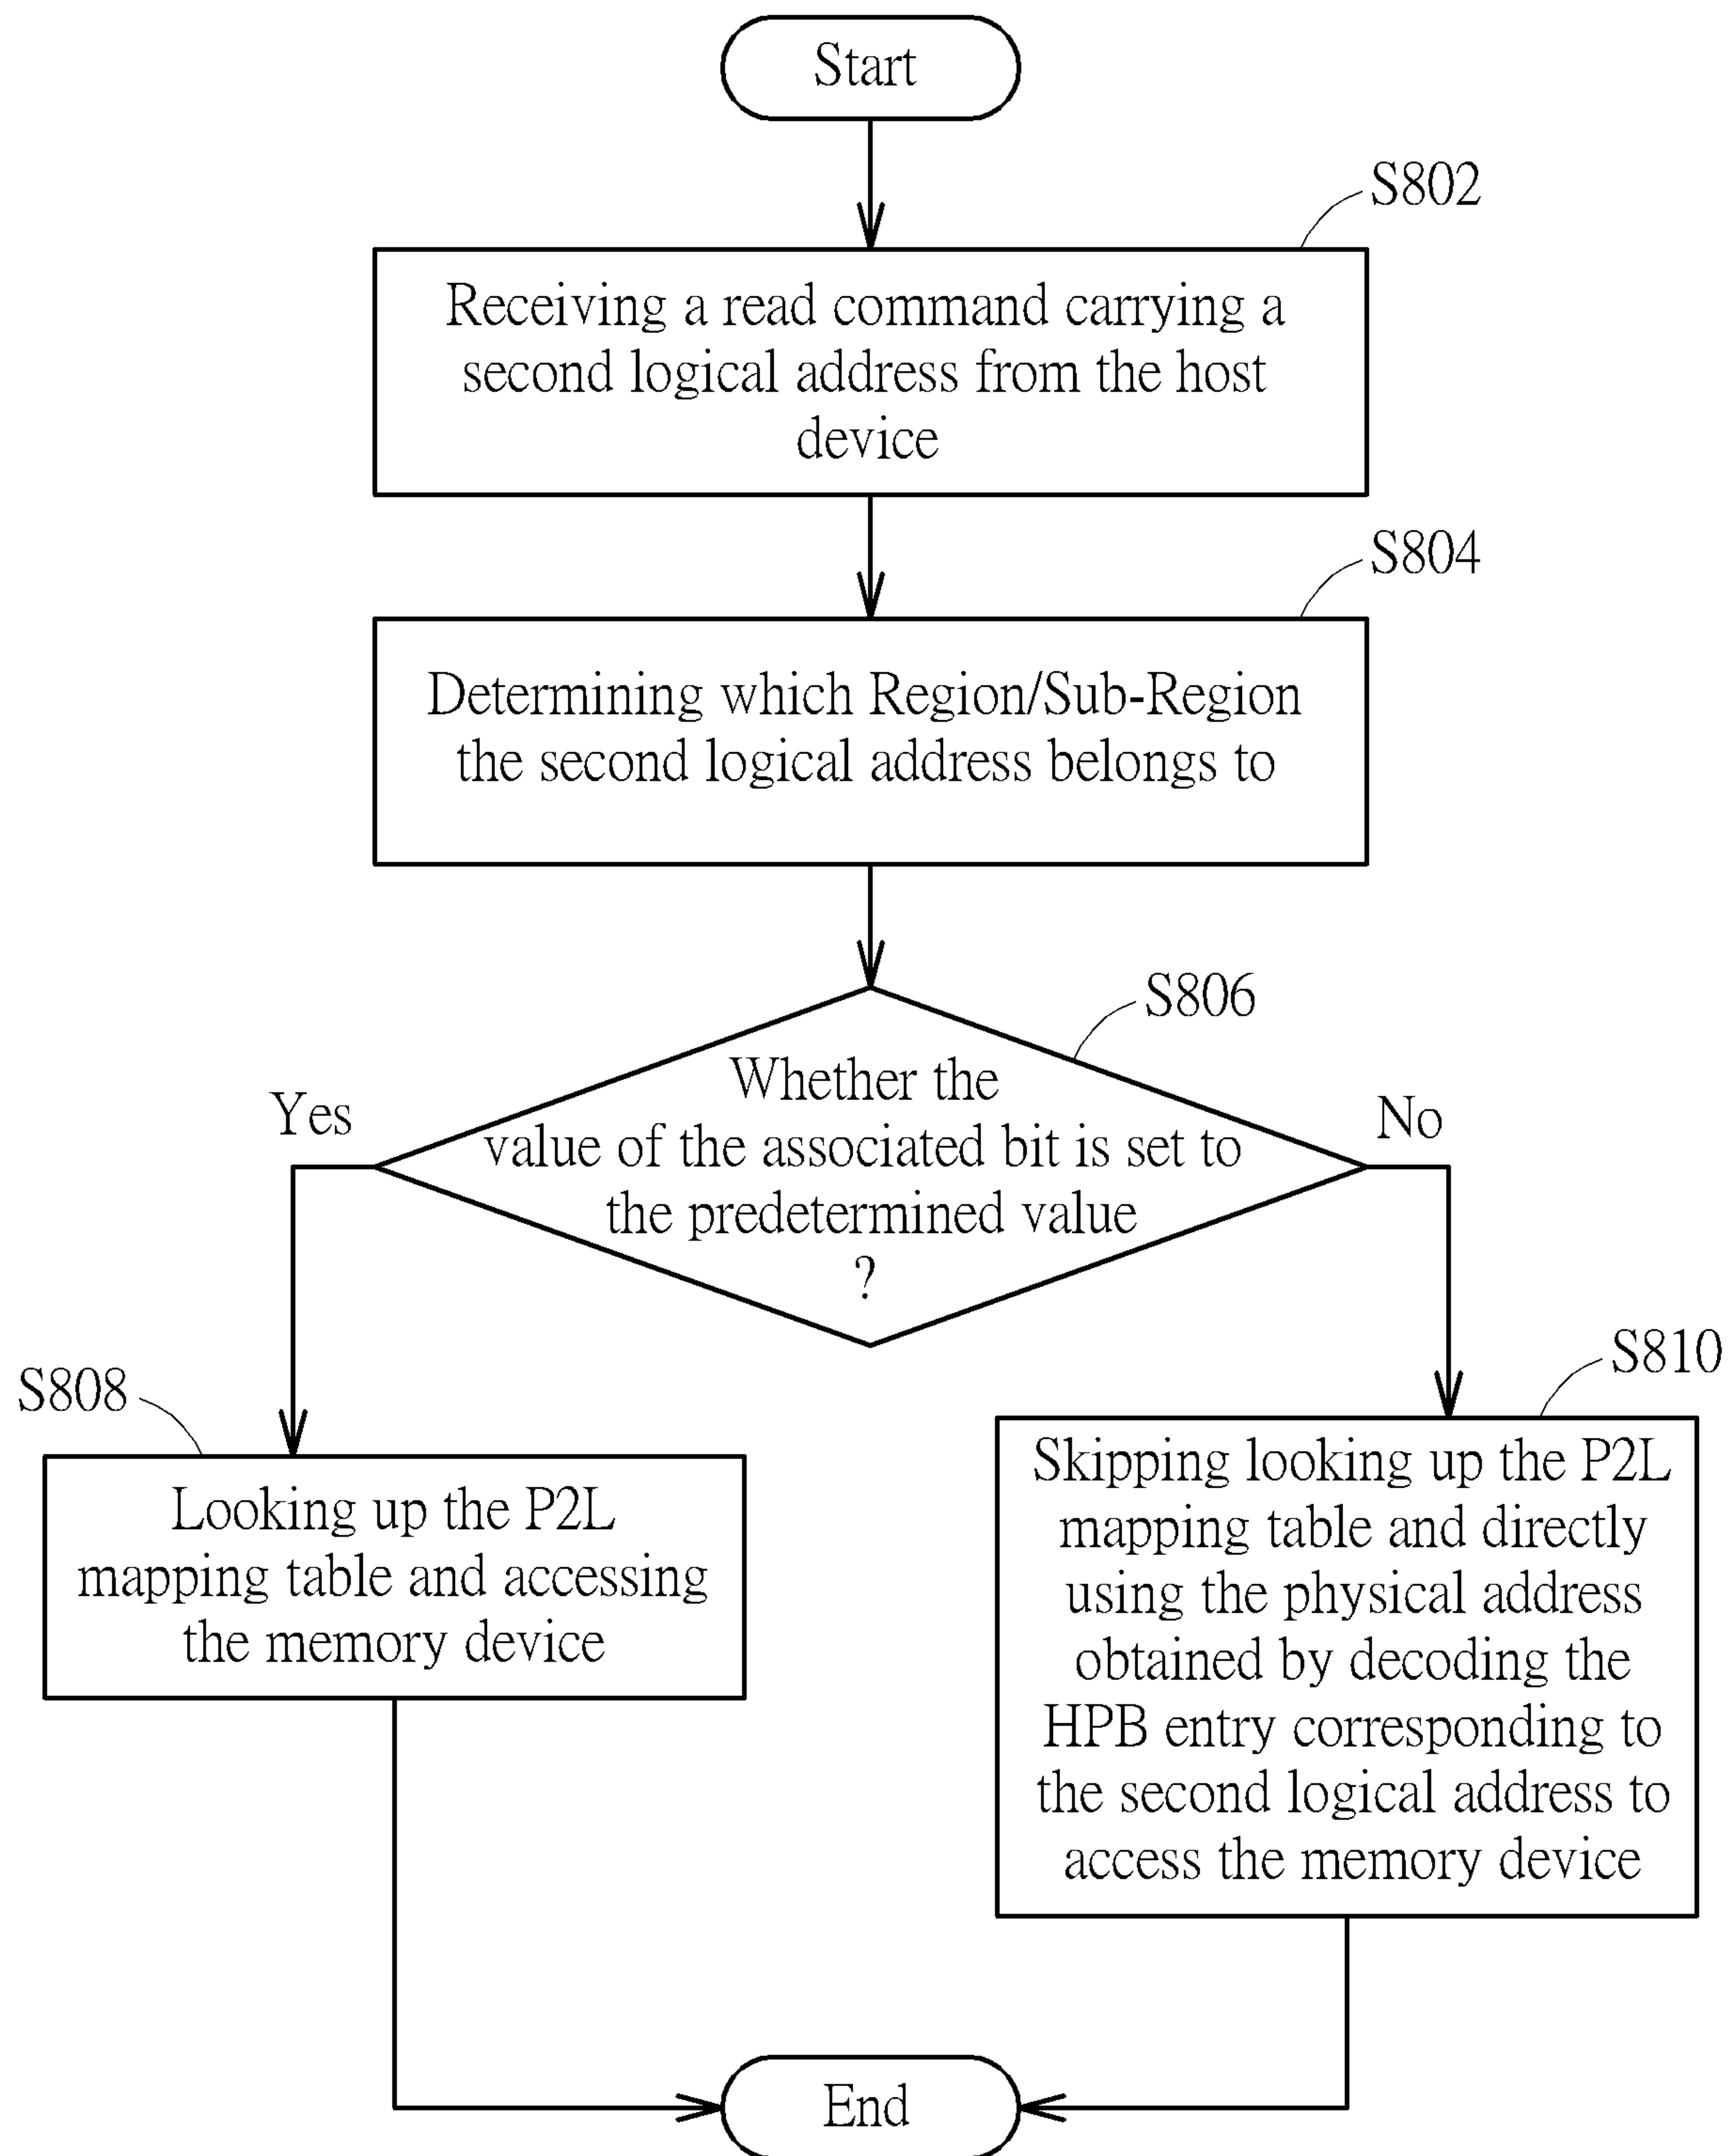 Start
S802
Receiving a read command carrying a
second logical address from the host
device
S804
Determining which Region/Sub-Region
the second logical address belongs to
S806
Whether the
value of the associated bit is set to
the predetermined value
?
Yes
No
S808
Looking up the P2L
mapping table and accessing
the memory device
S810
Skipping looking up the P2L
mapping table and directly
using the physical address
obtained by decoding the
HPB entry corresponding to
the second logical address to
access the memory device
End